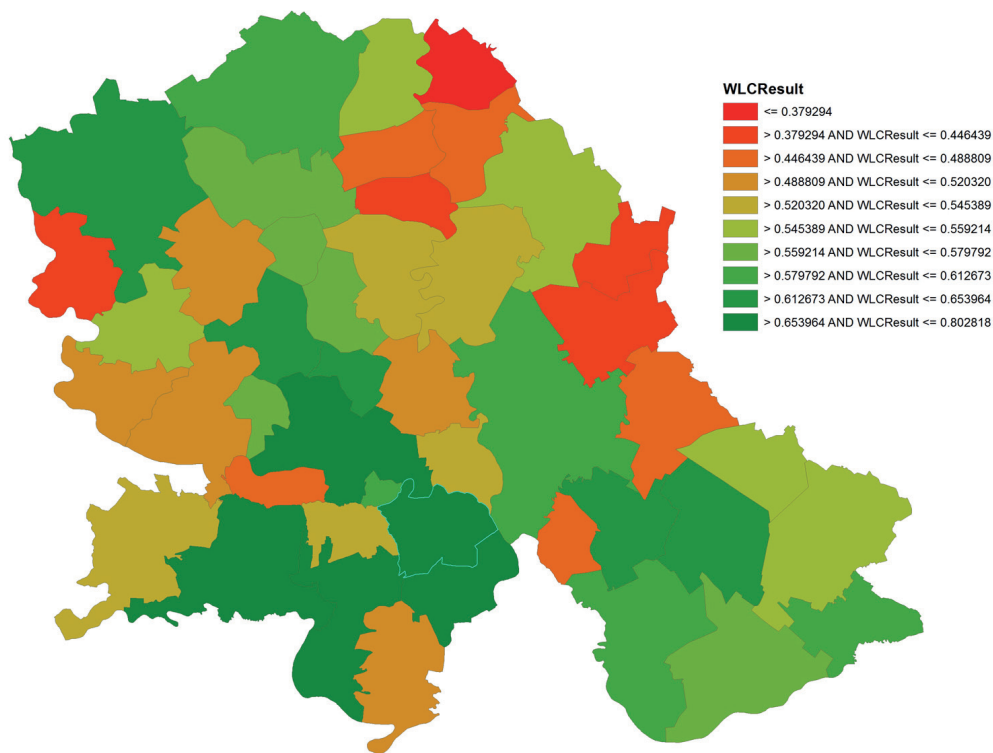 WLCResult
<= 0.379294
> 0.379294 AND WLCResult <= 0.446439
> 0.446439 AND WLCResult <= 0.488809
> 0.488809 AND WLCResult <= 0.520320
> 0.520320 AND WLCResult <= 0.545389
> 0.545389 AND WLCResult <= 0.559214
> 0.559214 AND WLCResult <= 0.579792
> 0.579792 AND WLCResult <= 0.612673
> 0.612673 AND WLCResult <= 0.653964
> 0.653964 AND WLCResult <= 0.802818